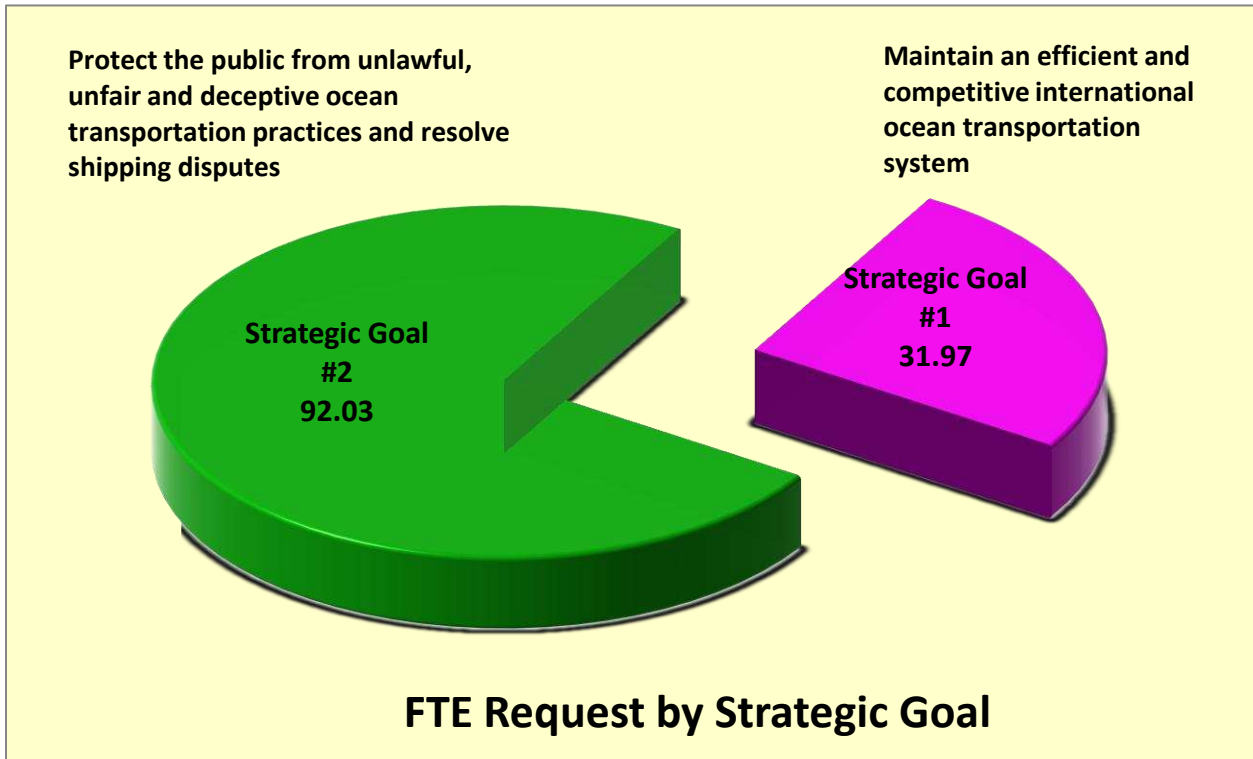 Protect the public from unlawful,
unfair and deceptive ocean
transportation practices and resolve
shipping disputes
Maintain an efficient and
competitive international
ocean transportation
system
Strategic Goal
#2
92.03
Strategic Goal
#1
31.97
FTE Request by Strategic Goal